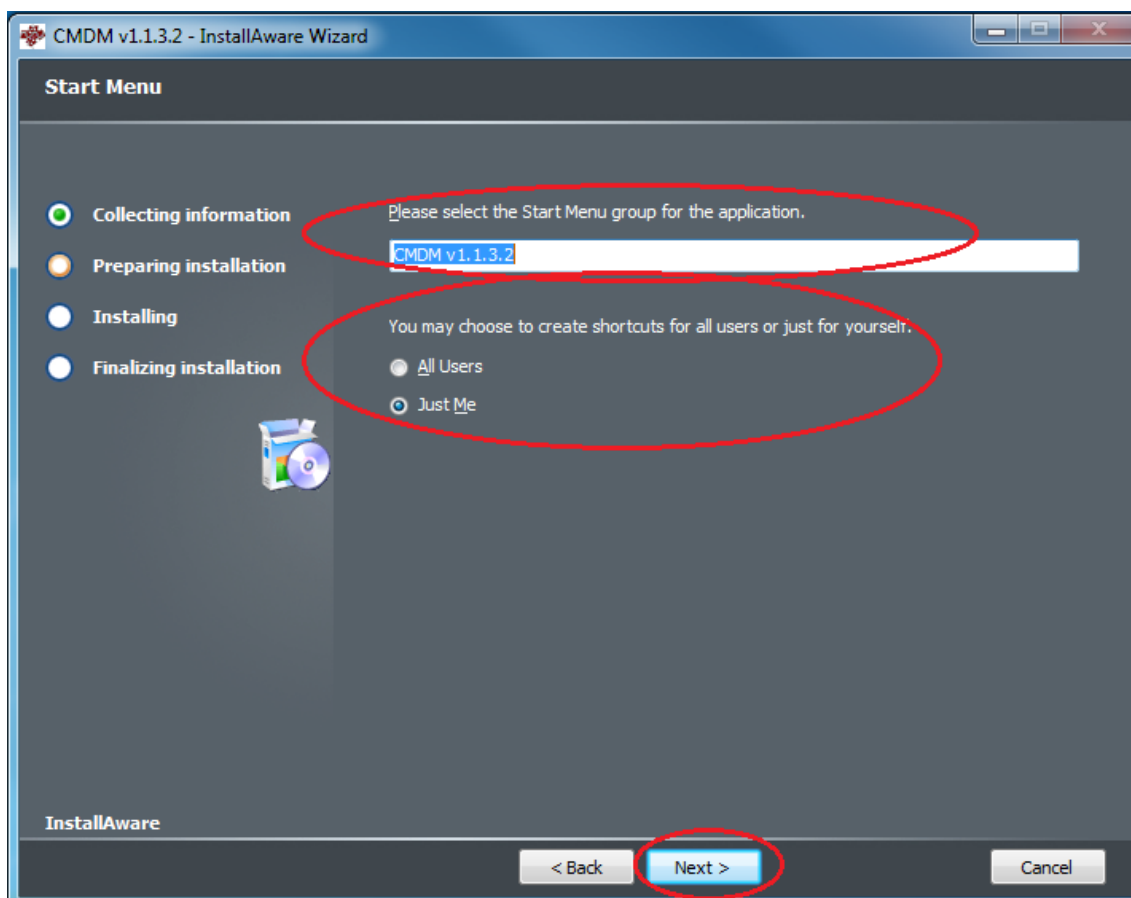 CMDM v1.1.3.2 - InstallAware Wizard
Start Menu
Collecting information
Preparing installation
Installing
Finalizing installation
Please select the Start Menu group for the application.
CMDM v1.1.3.2
You may choose to create shortcuts for all users or just for yourself.
All Users
Just Me
InstallAware
< Back
Next >
Cancel